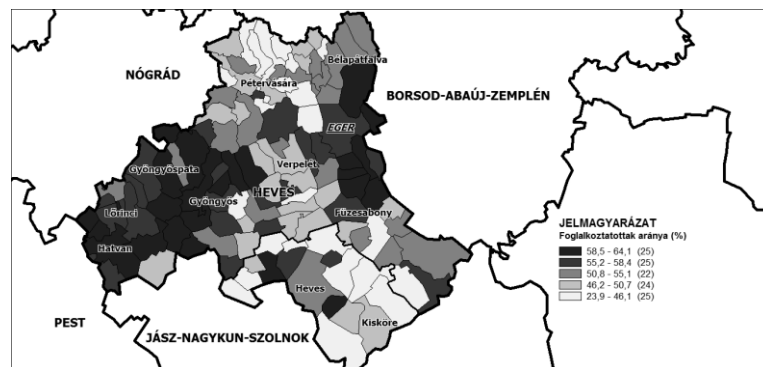 NÓGRÁD
Bélapátfalva
Pétervására
BORSOD-ABAÚJ-ZEMPLÉN
EGER
Gyöngyöspata
Verpelét
HEVES
Gyöngyös
Lőrinci
Füzesabony
Hatvan
JELMAGYARÁZAT
Foglalkoztatottak aránya (%)
58,5 - 64,1 (25)
55,2 - 58,4 (25)
50,8 - 55,1 (22)
46,2 - 50,7 (24)
23,9 - 46,1 (25)
Heves
Kisköre
PEST
JÁSZ-NAGYKUN-SZOLNOK